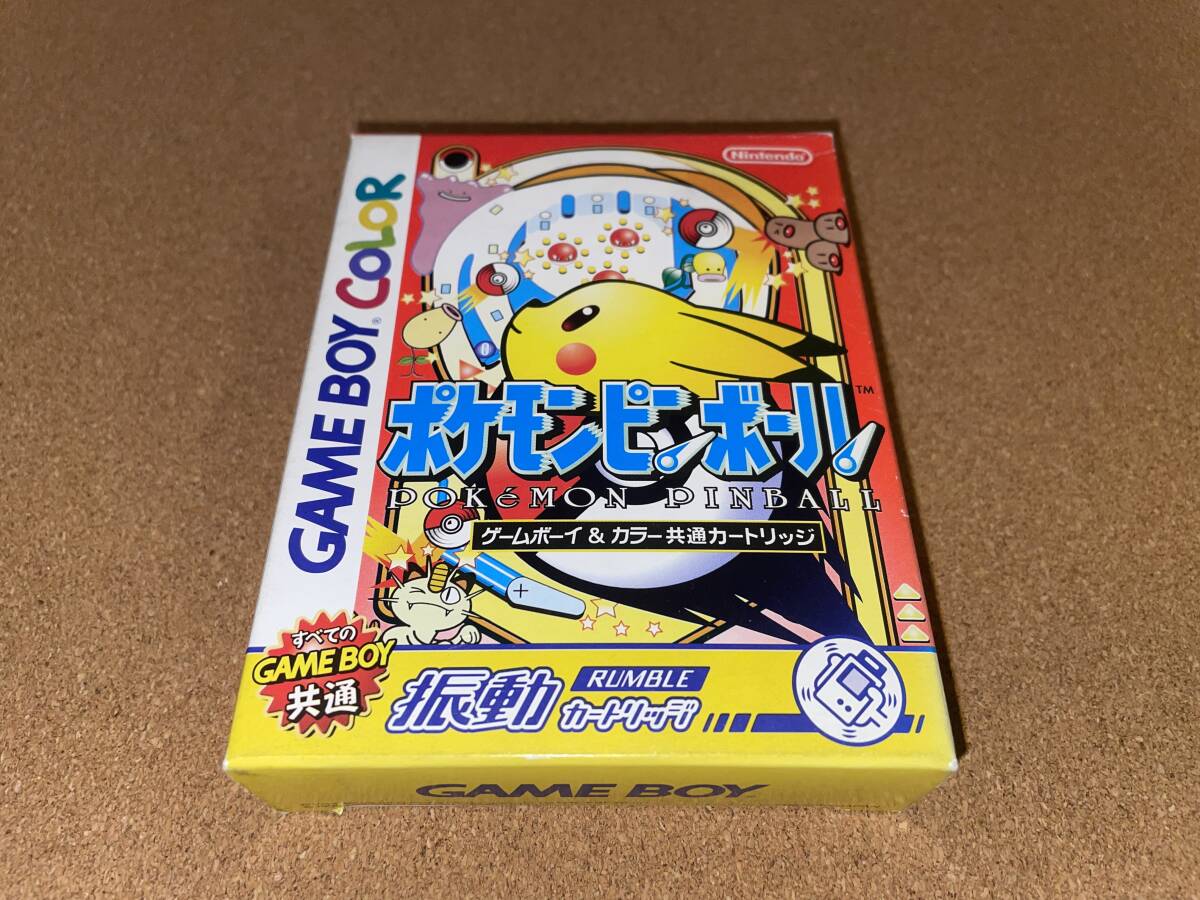 Nintendo
GAME BOY® COLOR
ポケモンピンボール™
POKéMON PINBALL
ゲームボーイ & カラー共通カートリッジ
すべての
GAME BOY
共通
振動
RUMBLE
カートリッジ
GAME BOY